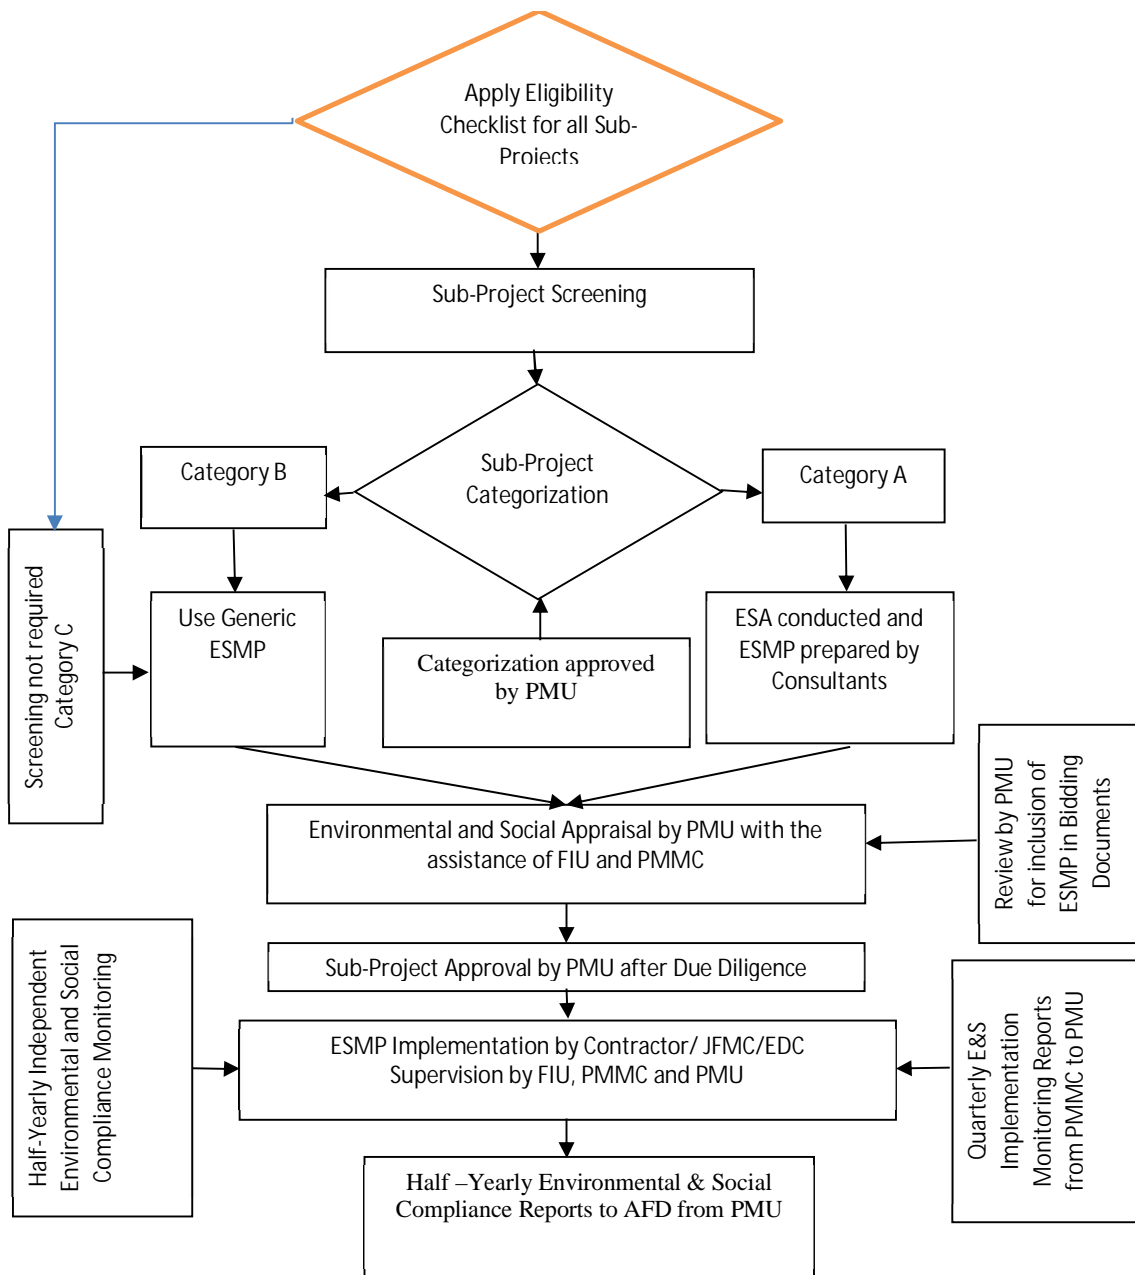 Apply Eligibility
Checklist for all Sub-
Projects
Sub-Project Screening
Category B
Sub-Project
Categorization
Category A
Screening not required
Category C
Use Generic
ESMP
Categorization approved
by PMU
ESA conducted and
ESMP prepared by
Consultants
Review by PMU
for inclusion of
ESMP in Bidding
Documents
Environmental and Social Appraisal by PMU with the
assistance of FIU and PMMC
Half-Yearly Independent
Environmental and Social
Compliance Monitoring
Sub-Project Approval by PMU after Due Diligence
Quarterly E&S
Implementation
Monitoring Reports
from PMMC to PMU
ESMP Implementation by Contractor/ JFMC/EDC
Supervision by FIU, PMMC and PMU
Half –Yearly Environmental & Social
Compliance Reports to AFD from PMU